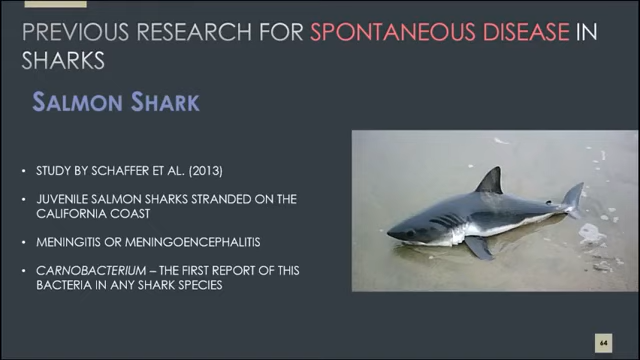 PREVIOUS RESEARCH FOR SPONTANEOUS DISEASE IN
SHARKS
SALMON SHARK
• STUDY BY SCHAFFER ET AL. (2013)
• JUVENILE SALMON SHARKS STRANDED ON THE
CALIFORNIA COAST
• MENINGITIS OR MENINGOENCEPHALITIS
• CARNOBACTERIUM – THE FIRST REPORT OF THIS
BACTERIA IN ANY SHARK SPECIES
64